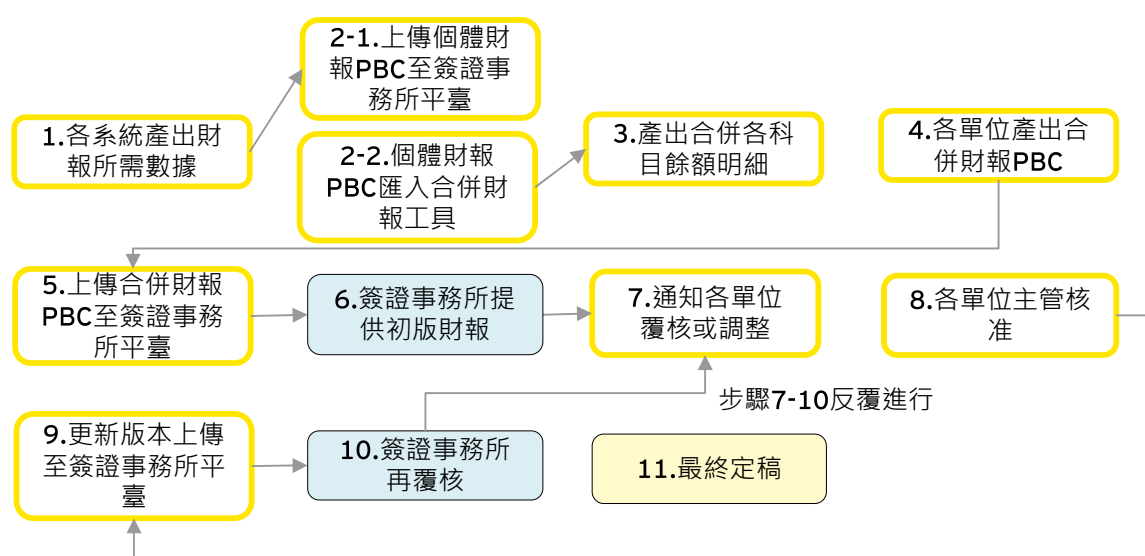 1.各系統產出財
報所需數據
2-1.上傳個體財
報PBC至簽證事
務所平臺
2-2.個體財報
PBC匯入合併財
報工具
3.產出合併各科
目餘額明細
4.各單位產出合
併財報PBC
5.上傳合併財報
PBC至簽證事務
所平臺
6.簽證事務所提
供初版財報
7.通知各單位
覆核或調整
8.各單位主管核
准
步驟7-10反覆進行
9.更新版本上傳
至簽證事務所平
臺
10.簽證事務所
再覆核
11.最終定稿